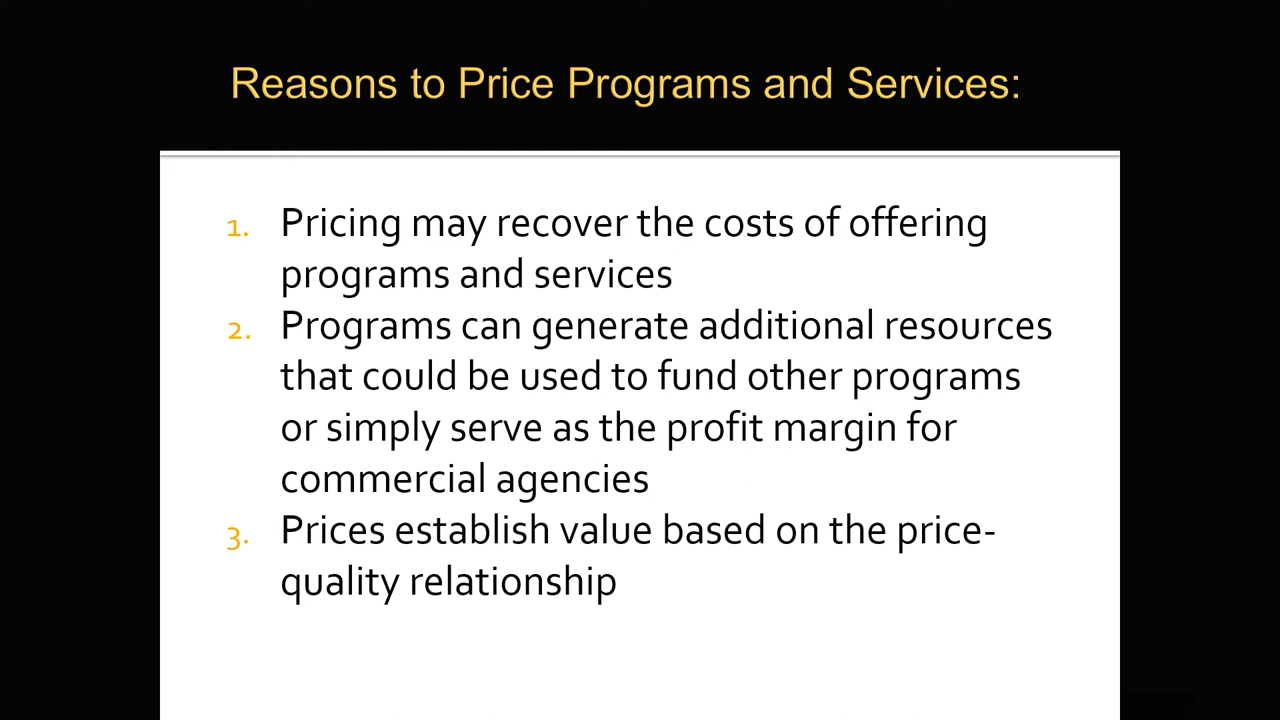 Reasons to Price Programs and Services:
1. Pricing may recover the costs of offering
programs and services
2. Programs can generate additional resources
that could be used to fund other programs
or simply serve as the profit margin for
commercial agencies
3. Prices establish value based on the price-
quality relationship